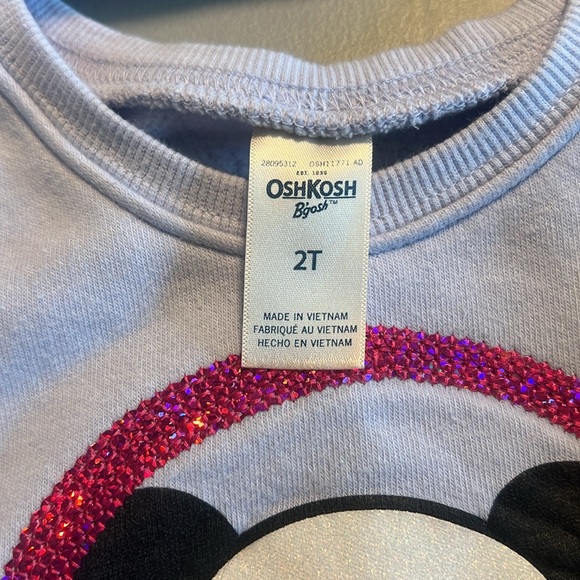 28095312 OSH11771 AD
EST. 1895
OSHKOSH
B'gosh™
2T
MADE IN VIETNAM
FABRIQUÉ AU VIETNAM
HECHO EN VIETNAM